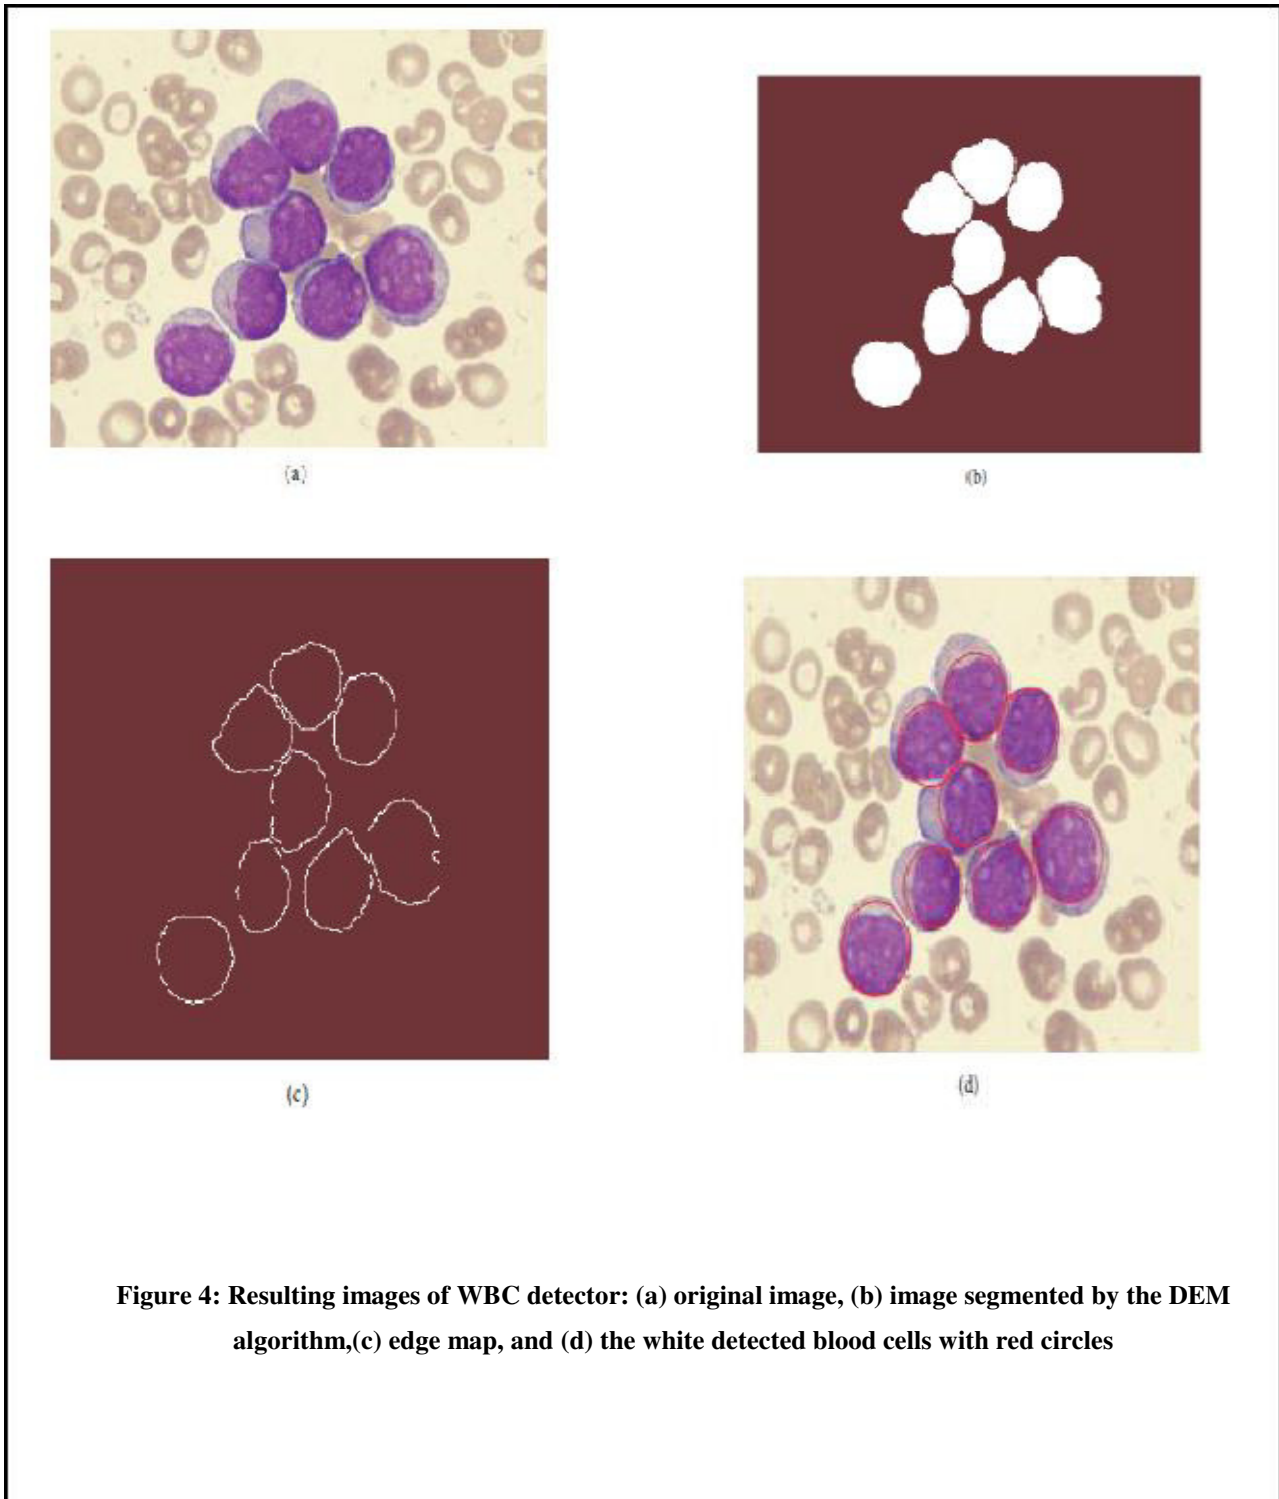 (a)
(b)
(c)
(d)
Figure 4: Resulting images of WBC detector: (a) original image, (b) image segmented by the DEM
algorithm,(c) edge map, and (d) the white detected blood cells with red circles